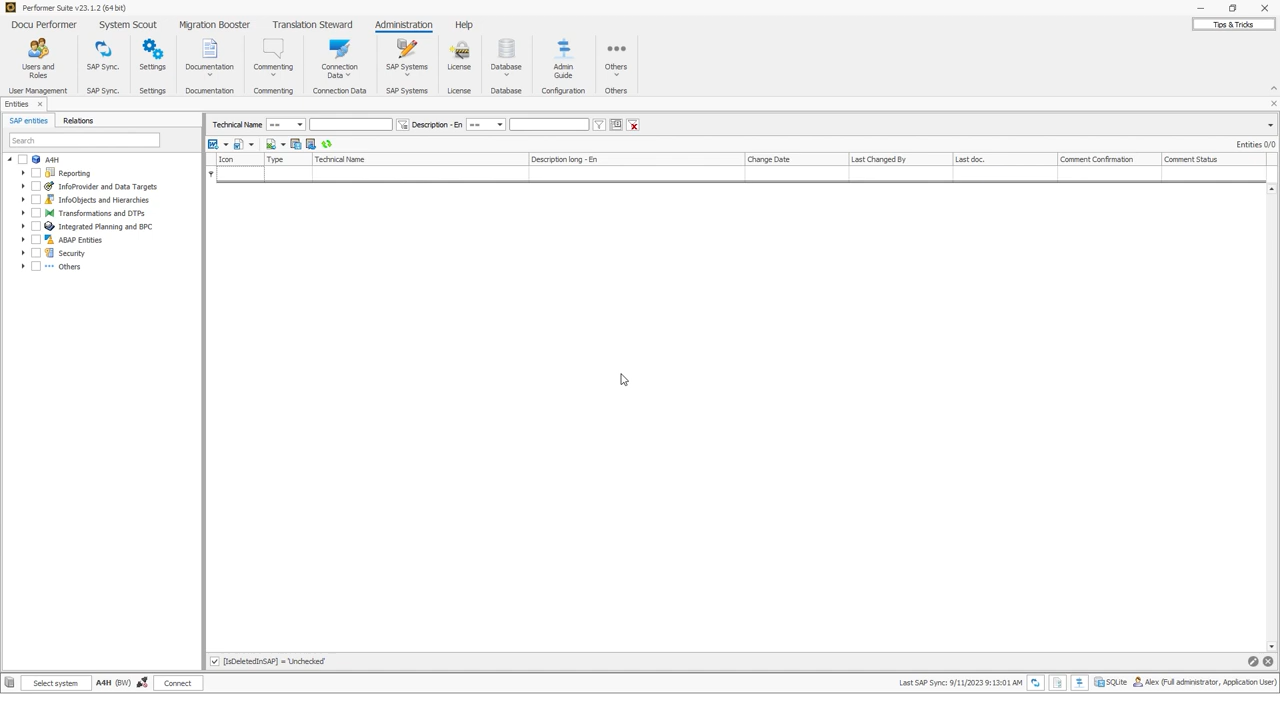 Performer Suite v23.1.2 (64 bit)
Docu Performer System Scout Migration Booster Translation Steward Administration Help
Tips & Tricks
Users and Roles SAP Sync. Settings Documentation Commenting Connection Data SAP Systems License Database Admin Guide Others
User Management SAP Sync. Settings Documentation Commenting Connection Data SAP Systems License Database Configuration Others
Entities
SAP entities Relations
Technical Name == Description - En ==
Search
Entities 0/0
Icon Type Technical Name Description long - En Change Date Last Changed By Last doc. Comment Confirmation Comment Status
A4H
Reporting
InfoProvider and Data Targets
InfoObjects and Hierarchies
Transformations and DTPs
Integrated Planning and BPC
ABAP Entities
Security
Others
[IsDeletedInSAP] = 'Unchecked'
Select system A4H (BW) Connect Last SAP Sync: 9/11/2023 9:13:01 AM SQLite Alex (Full administrator, Application User)